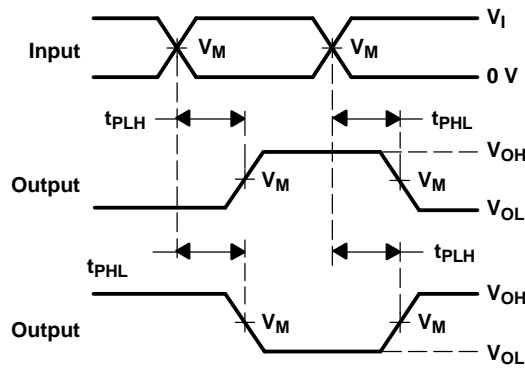 V_I
Input V_M V_M
0 V
t_PLH t_PHL
V_OH
Output V_M V_M
V_OL
t_PHL t_PLH
V_OH
Output V_M V_M
V_OL